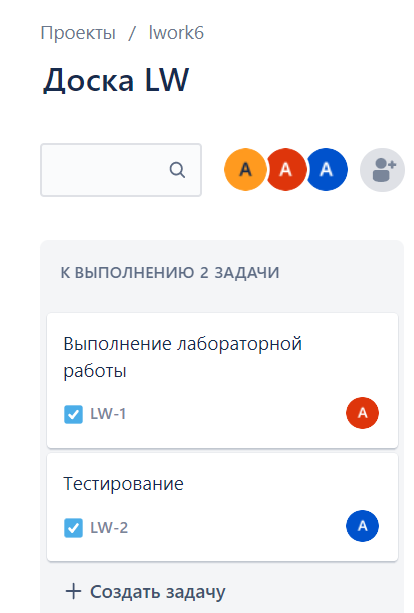 Проекты / lwork6
Доска LW
А А А
К ВЫПОЛНЕНИЮ 2 ЗАДАЧИ
Выполнение лабораторной
работы
LW-1 А
Тестирование
LW-2 А
+ Создать задачу